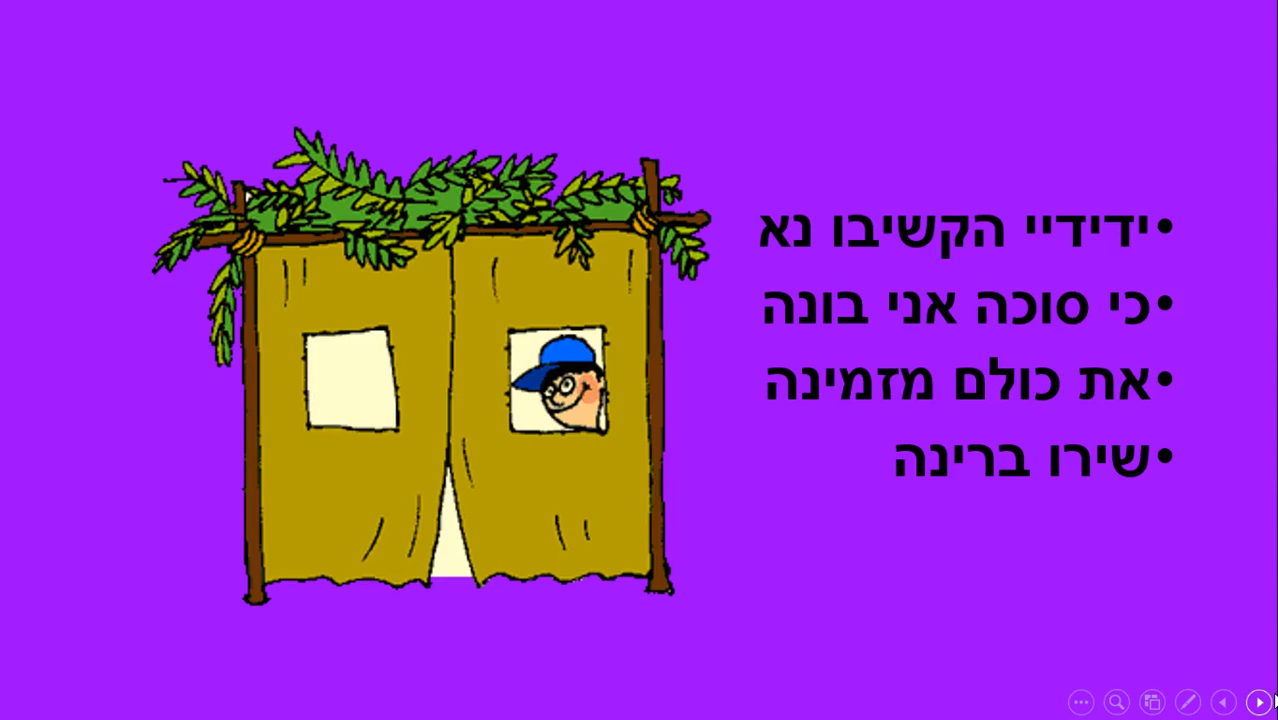 •ידידיי הקשיבו נא
•כי סוכה אני בונה
•את כולם מזמינה
•שירו ברינה